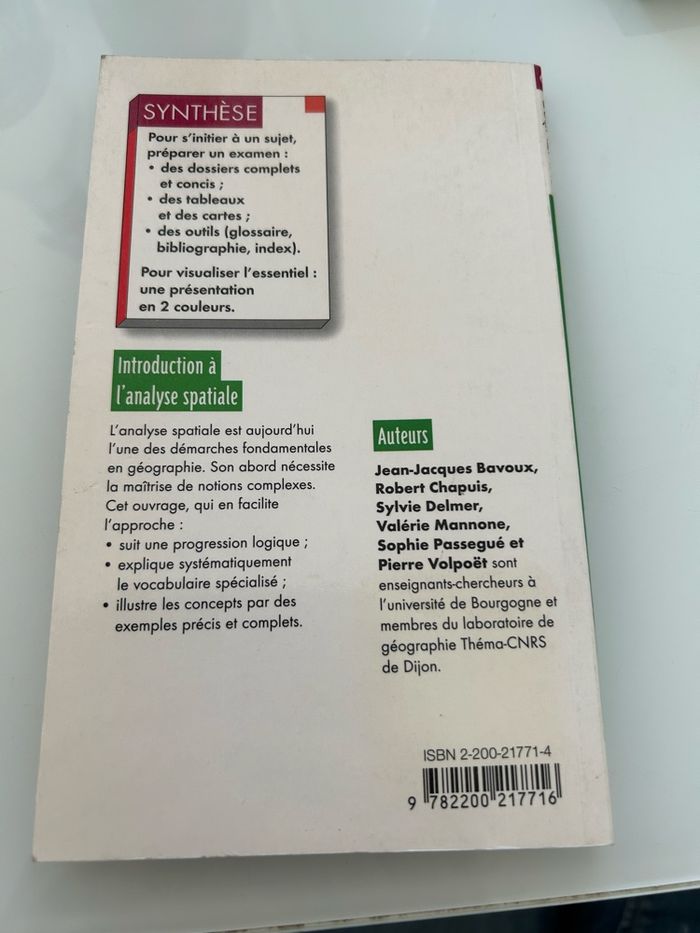 SYNTHÈSE
Pour s'initier à un sujet,
préparer un examen :
• des dossiers complets
et concis ;
• des tableaux
et des cartes ;
• des outils (glossaire,
bibliographie, index).
Pour visualiser l'essentiel :
une présentation
en 2 couleurs.
Introduction à
l'analyse spatiale
L'analyse spatiale est aujourd'hui
l'une des démarches fondamentales
en géographie. Son abord nécessite
la maîtrise de notions complexes.
Cet ouvrage, qui en facilite
l'approche :
• suit une progression logique ;
• explique systématiquement
le vocabulaire spécialisé ;
• illustre les concepts par des
exemples précis et complets.
Auteurs
Jean-Jacques Bavoux,
Robert Chapuis,
Sylvie Delmer,
Valérie Mannone,
Sophie Passegué et
Pierre Volpoët sont
enseignants-chercheurs à
l'université de Bourgogne et
membres du laboratoire de
géographie Théma-CNRS
de Dijon.
ISBN 2-200-21771-4
9 782200 217716